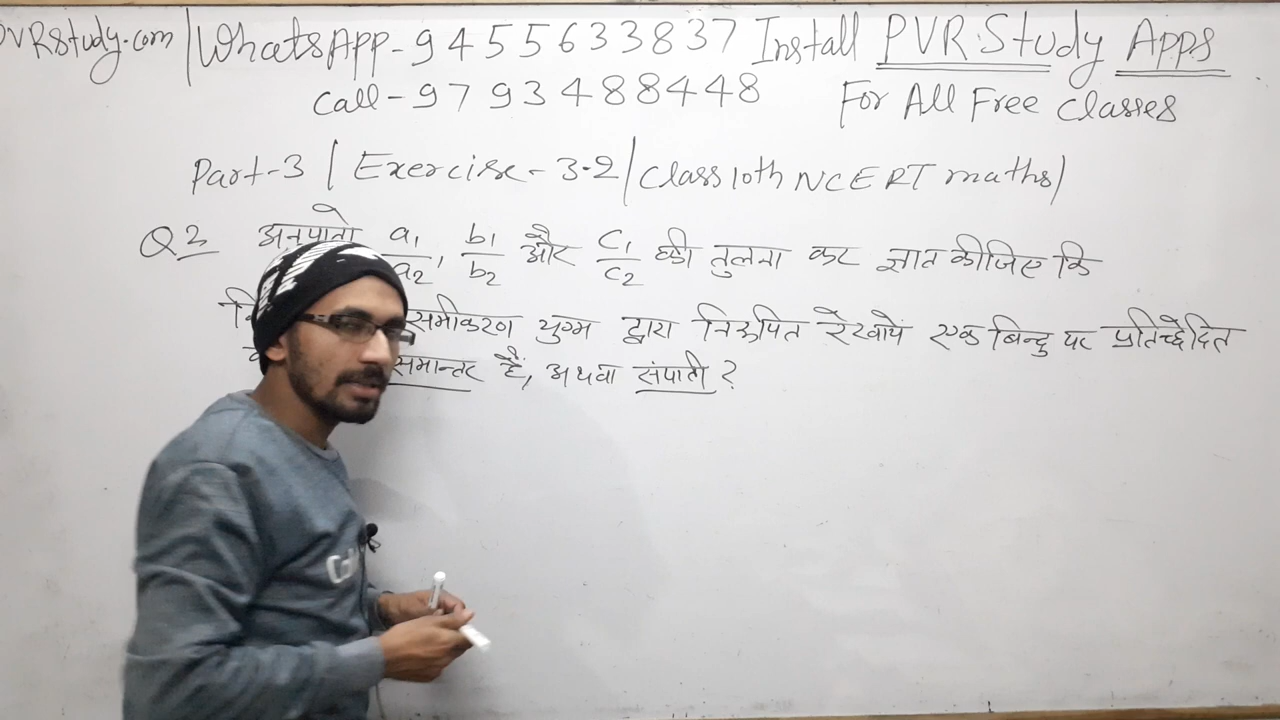 PVRStudy.com | WhatsApp - 9455633837 Install PVR Study Apps
Call - 9793488448 For All Free Classes
Part-3 | Exercise - 3.2 | Class 10th NCERT maths |
Q2 अनुपातों a₁/a₂, b₁/b₂ और c₁/c₂ की तुलना कर ज्ञात कीजिए कि
समीकरण युग्म द्वारा निरूपित रेखायें एक बिन्दु पर प्रतिच्छेदित
समान्तर हैं, अथवा संपाती ?